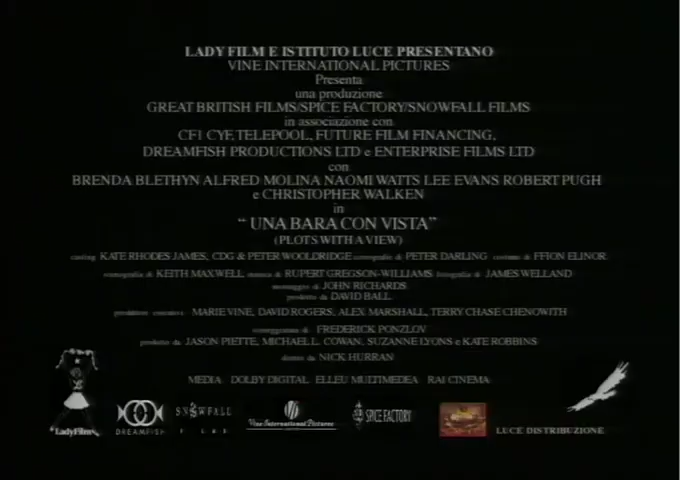 LADY FILM E ISTITUTO LUCE PRESENTANO
VINE INTERNATIONAL PICTURES
Presenta
una produzione
GREAT BRITISH FILMS/SPICE FACTORY/SNOWFALL FILMS
in associazione con
CF1 CYF, TELEPOOL, FUTURE FILM FINANCING,
DREAMFISH PRODUCTIONS LTD e ENTERPRISE FILMS LTD
con
BRENDA BLETHYN ALFRED MOLINA NAOMI WATTS LEE EVANS ROBERT PUGH
e CHRISTOPHER WALKEN
in
“ UNA BARA CON VISTA”
(PLOTS WITH A VIEW)
casting KATE RHODES JAMES, CDG & PETER WOOLDRIDGE coreografie di PETER DARLING costumi di FFION ELINOR
scenografie di KEITH MAXWELL musica di RUPERT GREGSON-WILLIAMS fotografia di JAMES WELLAND
montaggio di JOHN RICHARDS
prodotto da DAVID BALL
produttori esecutivi MARIE VINE, DAVID ROGERS, ALEX MARSHALL, TERRY CHASE CHENOWITH
sceneggiatura di FREDERICK PONZLOV
prodotto da JASON PIETTE, MICHAEL L. COWAN, SUZANNE LYONS e KATE ROBBINS
diretto da NICK HURRAN
MEDIA DOLBY DIGITAL ELLEU MULTIMEDEA RAI CINEMA
LadyFilm
DREAMFISH
SNOWFALL
FILMS
Vine International Pictures
SPICE FACTORY
LUCE DISTRIBUZIONE